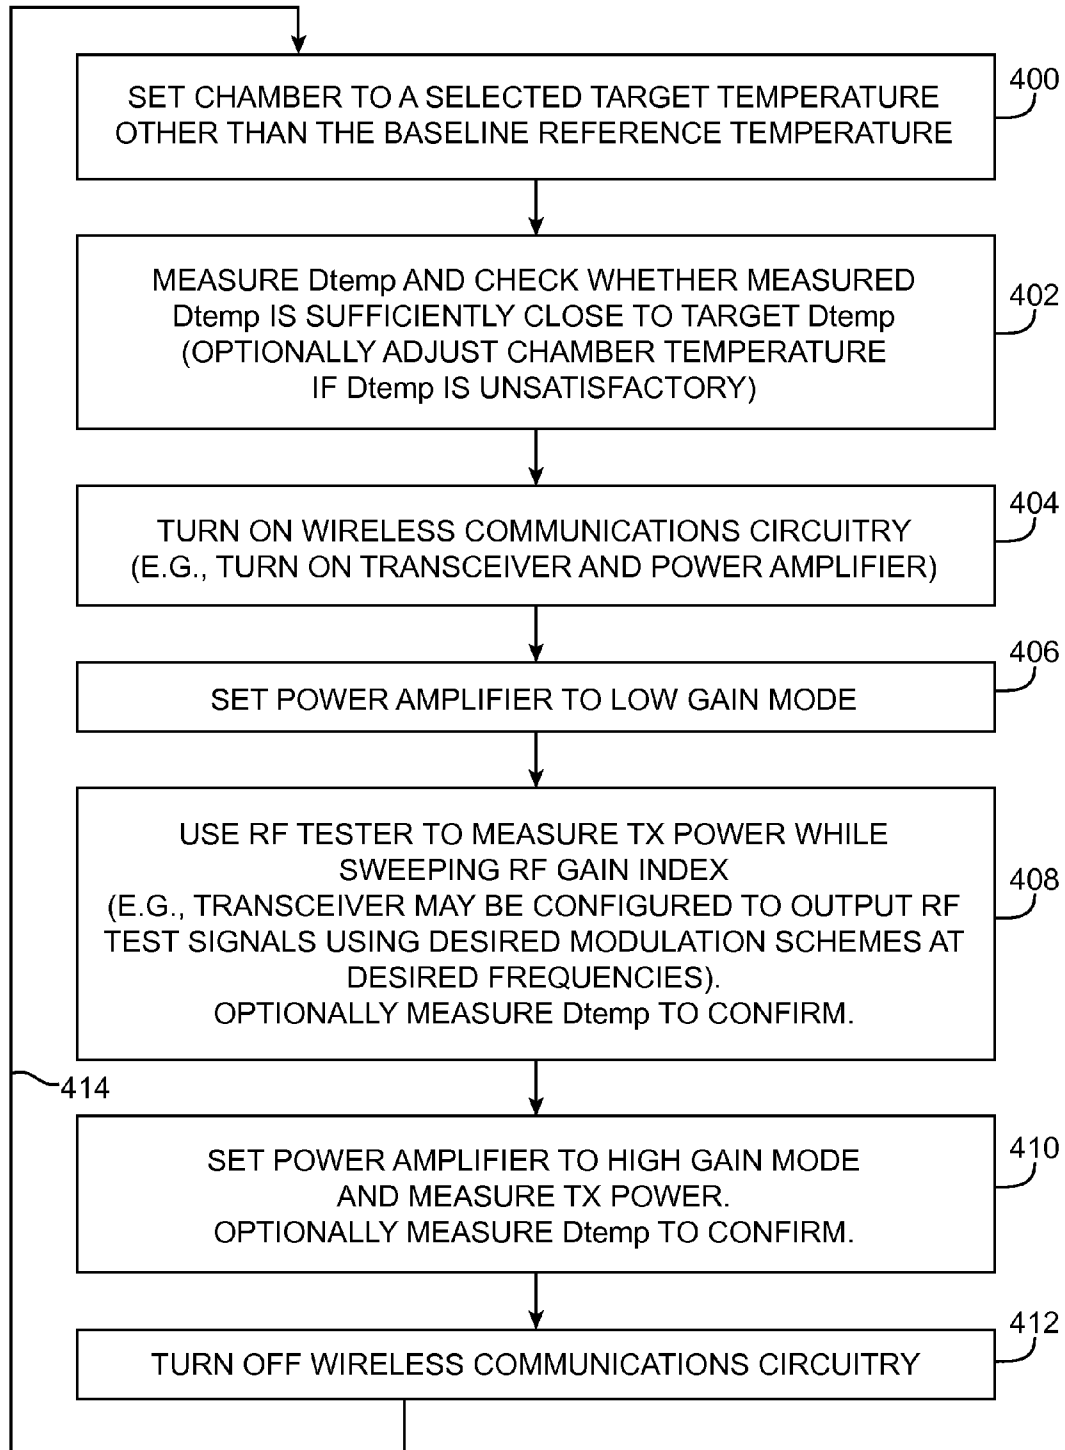 400
SET CHAMBER TO A SELECTED TARGET TEMPERATURE
OTHER THAN THE BASELINE REFERENCE TEMPERATURE
402
MEASURE Dtemp AND CHECK WHETHER MEASURED
Dtemp IS SUFFICIENTLY CLOSE TO TARGET Dtemp
(OPTIONALLY ADJUST CHAMBER TEMPERATURE
IF Dtemp IS UNSATISFACTORY)
404
TURN ON WIRELESS COMMUNICATIONS CIRCUITRY
(E.G., TURN ON TRANSCEIVER AND POWER AMPLIFIER)
406
SET POWER AMPLIFIER TO LOW GAIN MODE
408
USE RF TESTER TO MEASURE TX POWER WHILE
SWEEPING RF GAIN INDEX
(E.G., TRANSCEIVER MAY BE CONFIGURED TO OUTPUT RF
TEST SIGNALS USING DESIRED MODULATION SCHEMES AT
DESIRED FREQUENCIES).
OPTIONALLY MEASURE Dtemp TO CONFIRM.
414
410
SET POWER AMPLIFIER TO HIGH GAIN MODE
AND MEASURE TX POWER.
OPTIONALLY MEASURE Dtemp TO CONFIRM.
412
TURN OFF WIRELESS COMMUNICATIONS CIRCUITRY